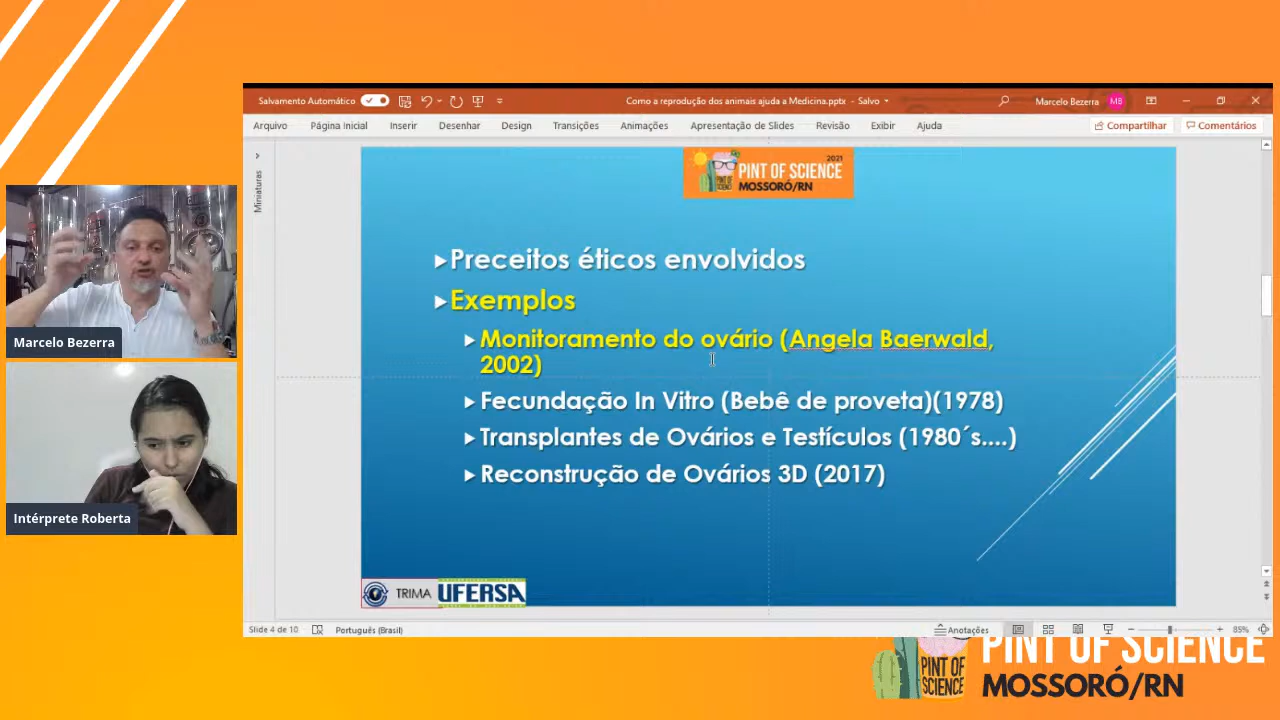 Salvamento Automático
Como a reprodução dos animais ajuda a Medicina.pptx - Salvo
Marcelo Bezerra
MB
Arquivo
Página Inicial
Inserir
Desenhar
Design
Transições
Animações
Apresentação de Slides
Revisão
Exibir
Ajuda
Compartilhar
Comentários
Miniaturas
2021
PINT OF SCIENCE
MOSSORÓ/RN
Preceitos éticos envolvidos
Exemplos
Monitoramento do ovário (Angela Baerwald,
2002)
Fecundação In Vitro (Bebê de proveta)(1978)
Transplantes de Ovários e Testículos (1980´s....)
Reconstrução de Ovários 3D (2017)
TRIMA
UFERSA
Marcelo Bezerra
Intérprete Roberta
Slide 4 de 10
Português (Brasil)
Anotações
85%
PINT OF
SCIENCE
PINT OF SCIENCE
MOSSORÓ/RN